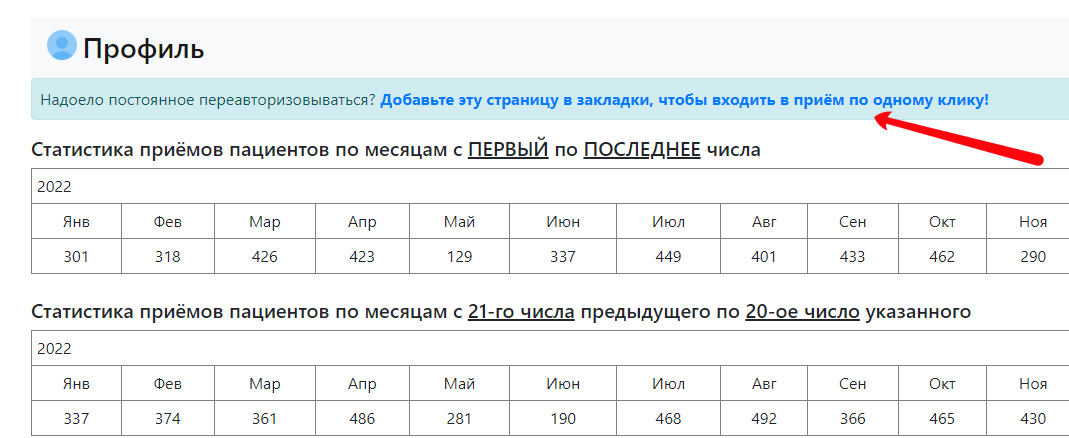 Профиль
Надоело постоянное переавторизовываться? Добавьте эту страницу в закладки, чтобы входить в приём по одному клику!
Статистика приёмов пациентов по месяцам с ПЕРВЫЙ по ПОСЛЕДНЕЕ числа
2022
Янв Фев Мар Апр Май Июн Июл Авг Сен Окт Ноя
301 318 426 423 129 337 449 401 433 462 290
Статистика приёмов пациентов по месяцам с 21-го числа предыдущего по 20-ое число указанного
2022
Янв Фев Мар Апр Май Июн Июл Авг Сен Окт Ноя
337 374 361 486 281 190 468 492 366 465 430